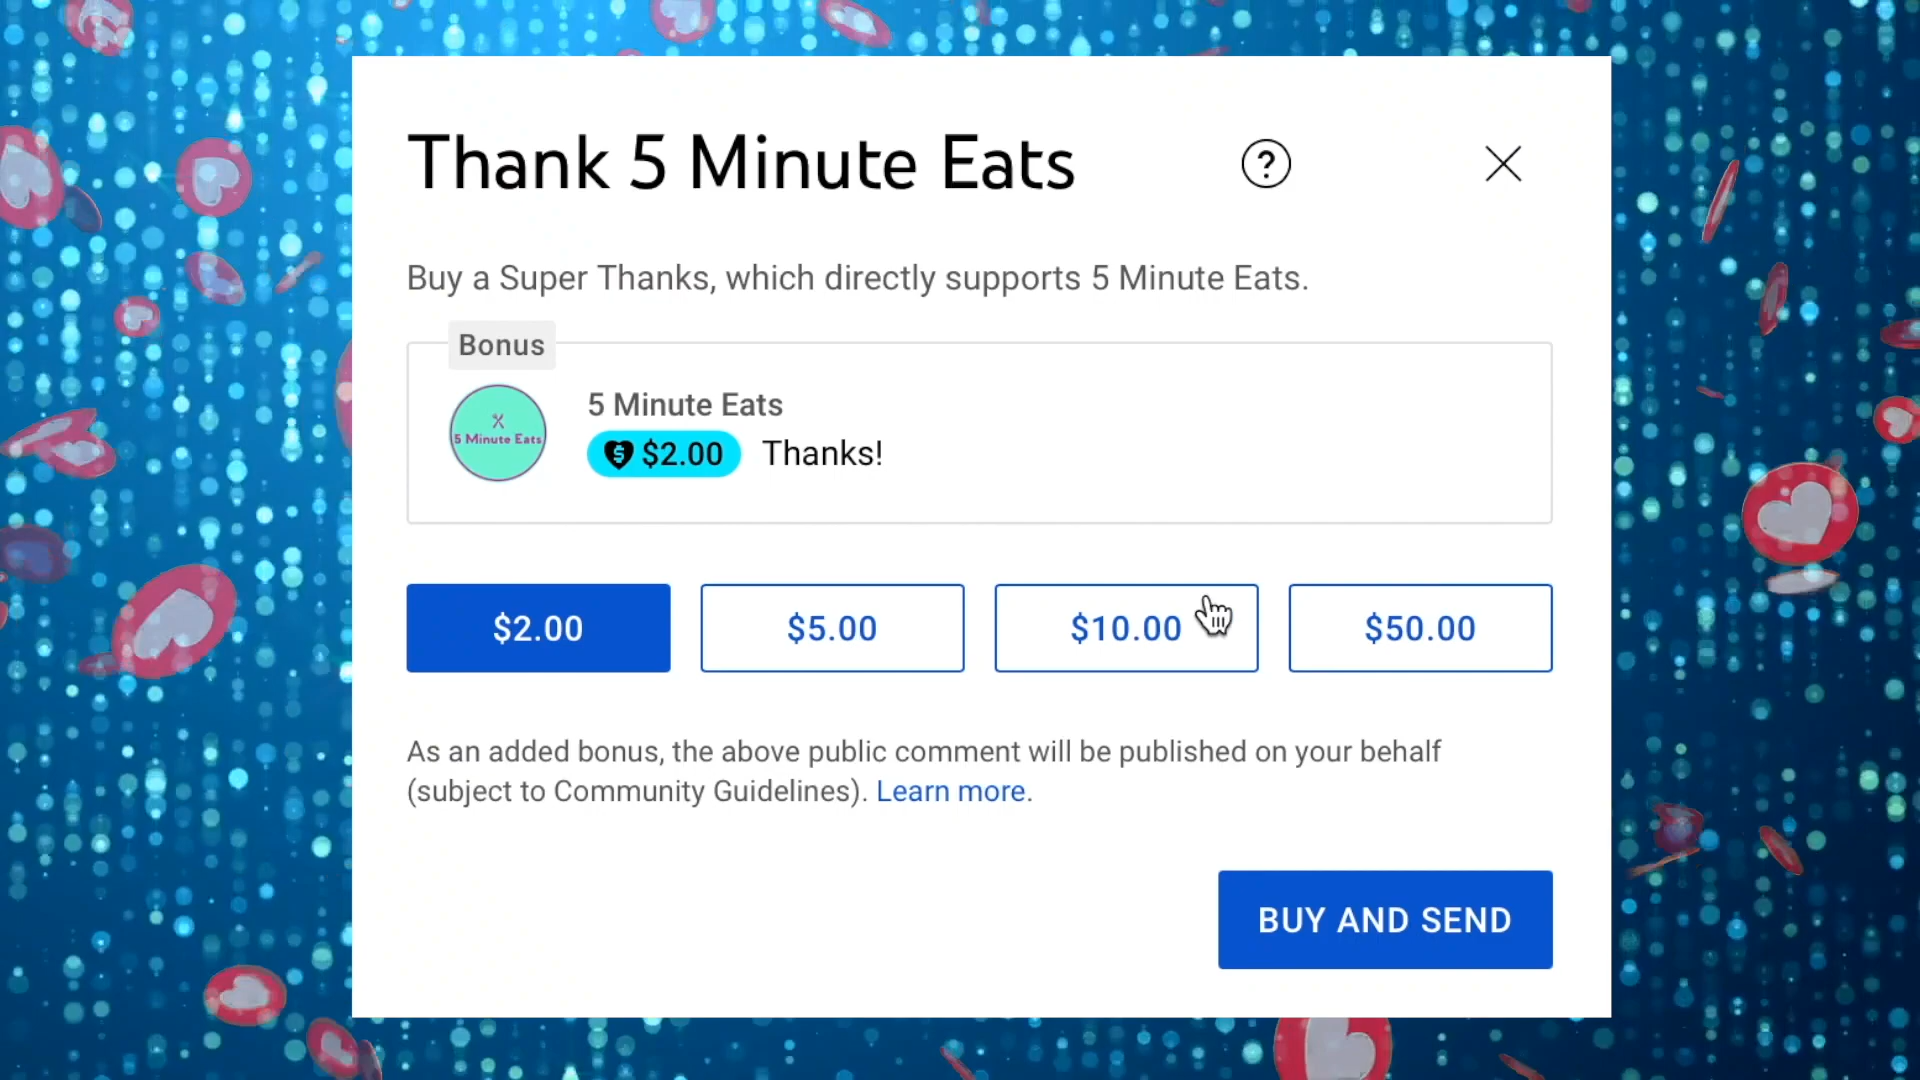 Thank 5 Minute Eats
?
Buy a Super Thanks, which directly supports 5 Minute Eats.
Bonus
5 Minute Eats
5 Minute Eats
$2.00 Thanks!
$2.00 $5.00 $10.00 $50.00
As an added bonus, the above public comment will be published on your behalf
(subject to Community Guidelines). Learn more.
BUY AND SEND